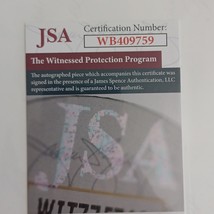 JSA
Certification Number:
WB409759
The Witnessed Protection Program
The autographed piece which accompanies this certificate was
signed in the presence of a James Spence Authentication, LLC
representative and is guaranteed to be authentic.
JSA